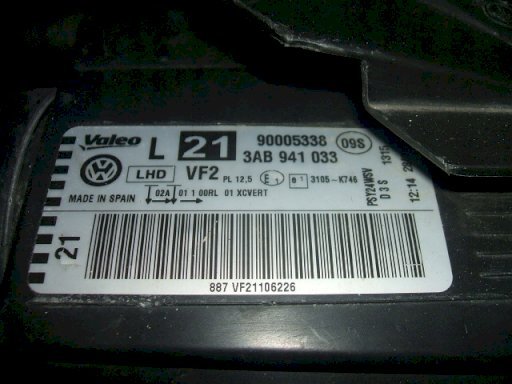 Valeo L 21 90005338 09S
LHD VF2 3AB 941 033
PL 12,5 E1 3105-K746
MADE IN SPAIN 02A 01 1 00RL 01 XCVERT
PSY24WSV 1315
D3S 12:14
21
887 VF21106226